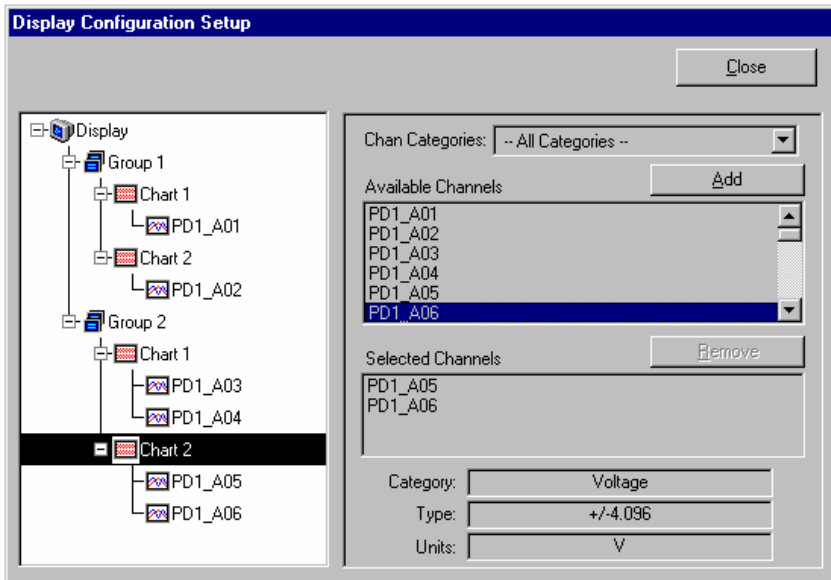 Display Configuration Setup
Close
Display
Group 1
Chart 1
PD1_A01
Chart 2
PD1_A02
Group 2
Chart 1
PD1_A03
PD1_A04
Chart 2
PD1_A05
PD1_A06
Chan Categories: -- All Categories --
Available Channels
Add
PD1_A01
PD1_A02
PD1_A03
PD1_A04
PD1_A05
PD1_A06
Selected Channels
Remove
PD1_A05
PD1_A06
Category: Voltage
Type: +/-4.096
Units: V